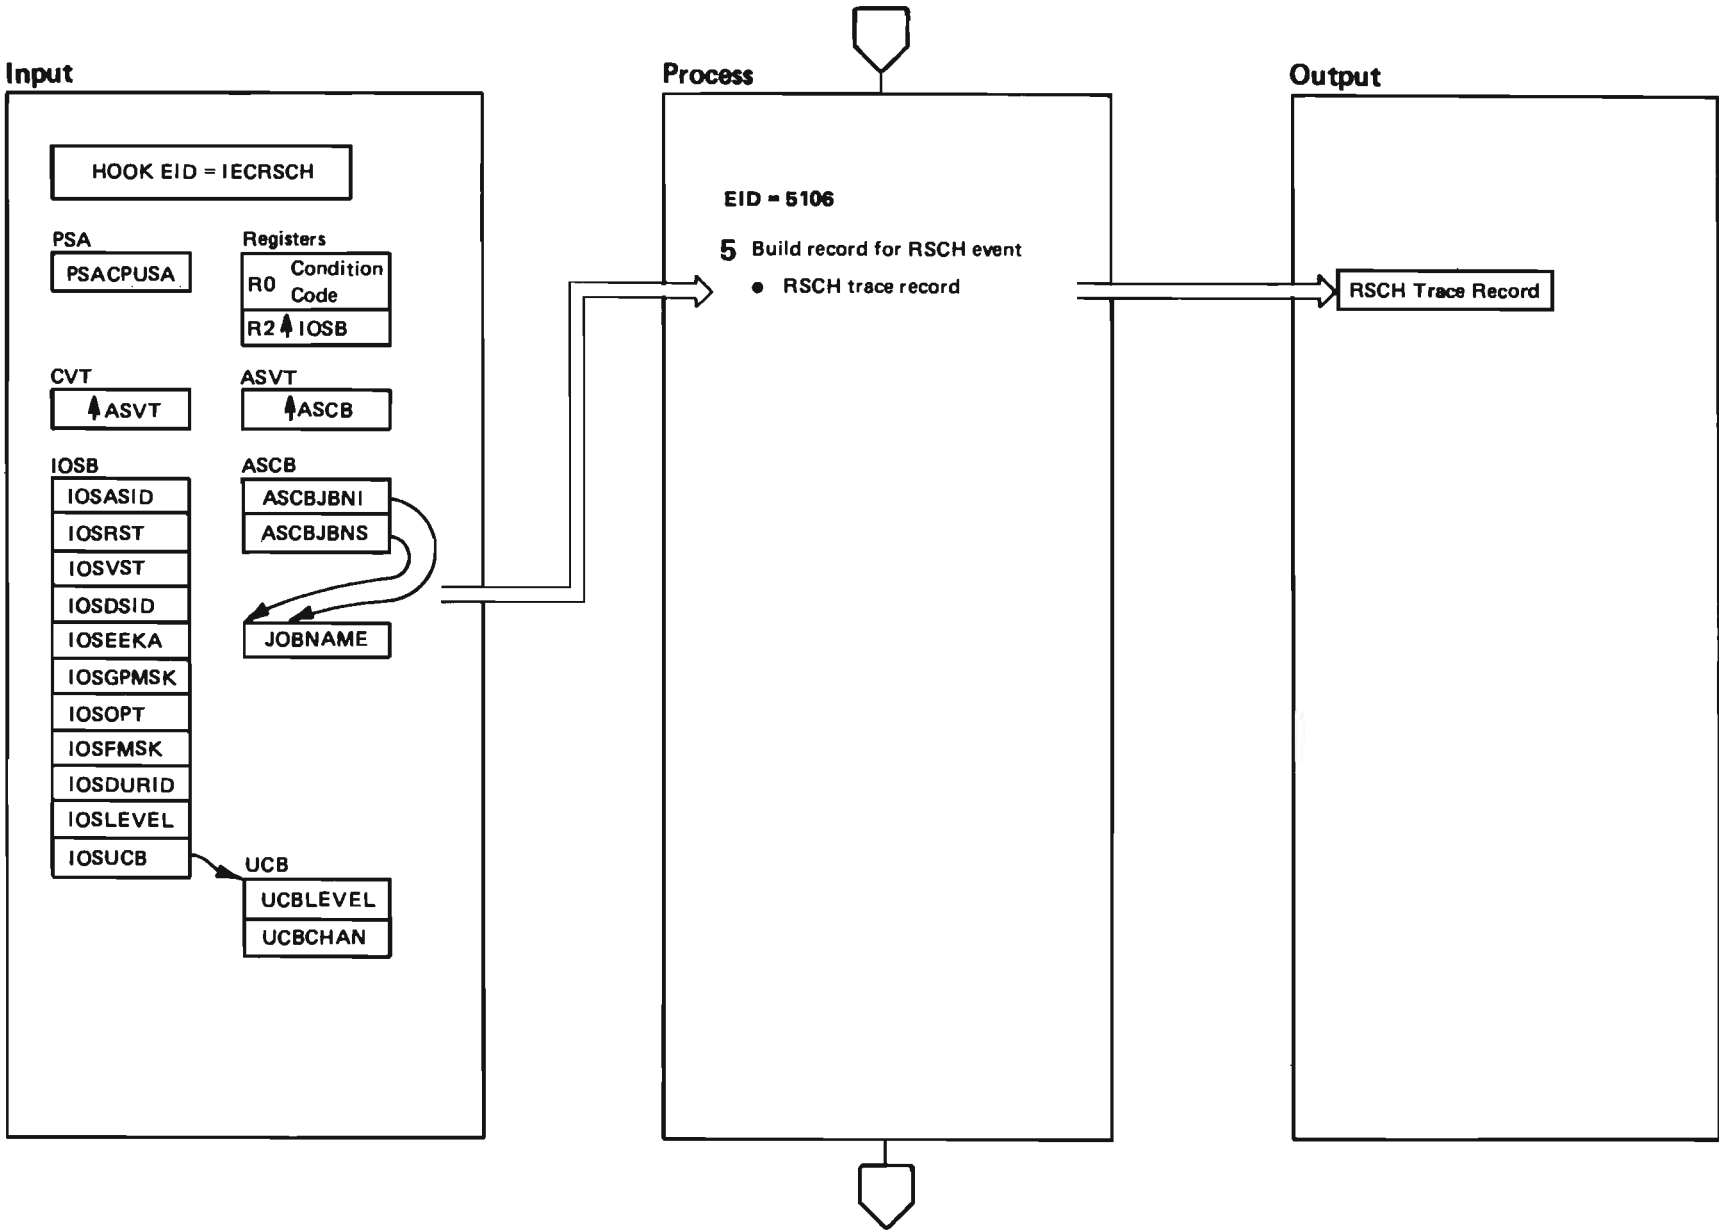 Input
HOOK EID = IECRSCH
PSA
PSACPUSA
Registers
R0 Condition
Code
R2 IOSB
CVT
ASVT
ASVT
ASCB
IOSB
IOSASID
IOSRST
IOSVST
IOSDSID
IOSEEKA
IOSGPMSK
IOSOPT
IOSFMSK
IOSDURID
IOSLEVEL
IOSUCB
ASCB
ASCBJBNI
ASCBJBNS
JOBNAME
UCB
UCBLEVEL
UCBCHAN
Process
EID = 5106
5 Build record for RSCH event
• RSCH trace record
Output
RSCH Trace Record